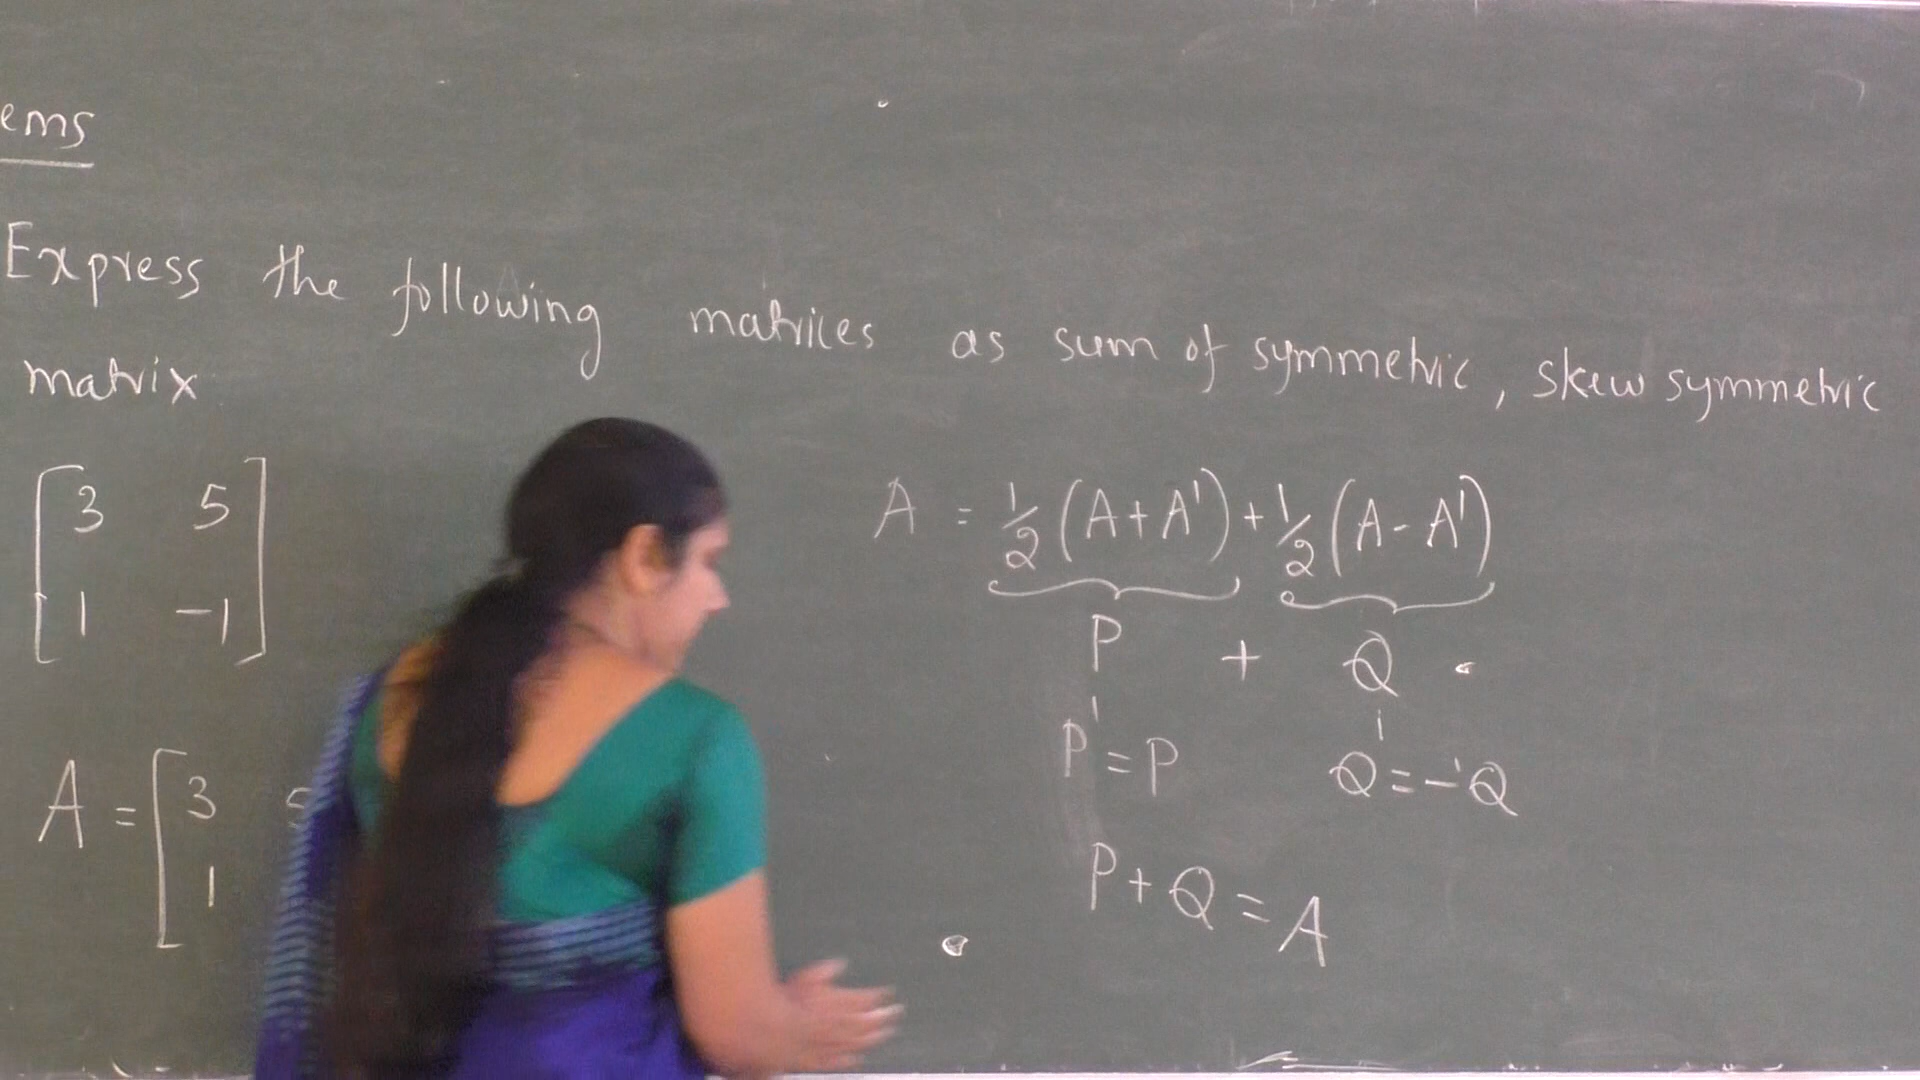 ems
Express the following matrices as sum of symmetric, skew symmetric
matrix
[3 5
1 -1]
A = [3 5
1
A = 1/2 (A + A') + 1/2 (A - A')
P + Q
P' = P Q' = -Q
P + Q = A